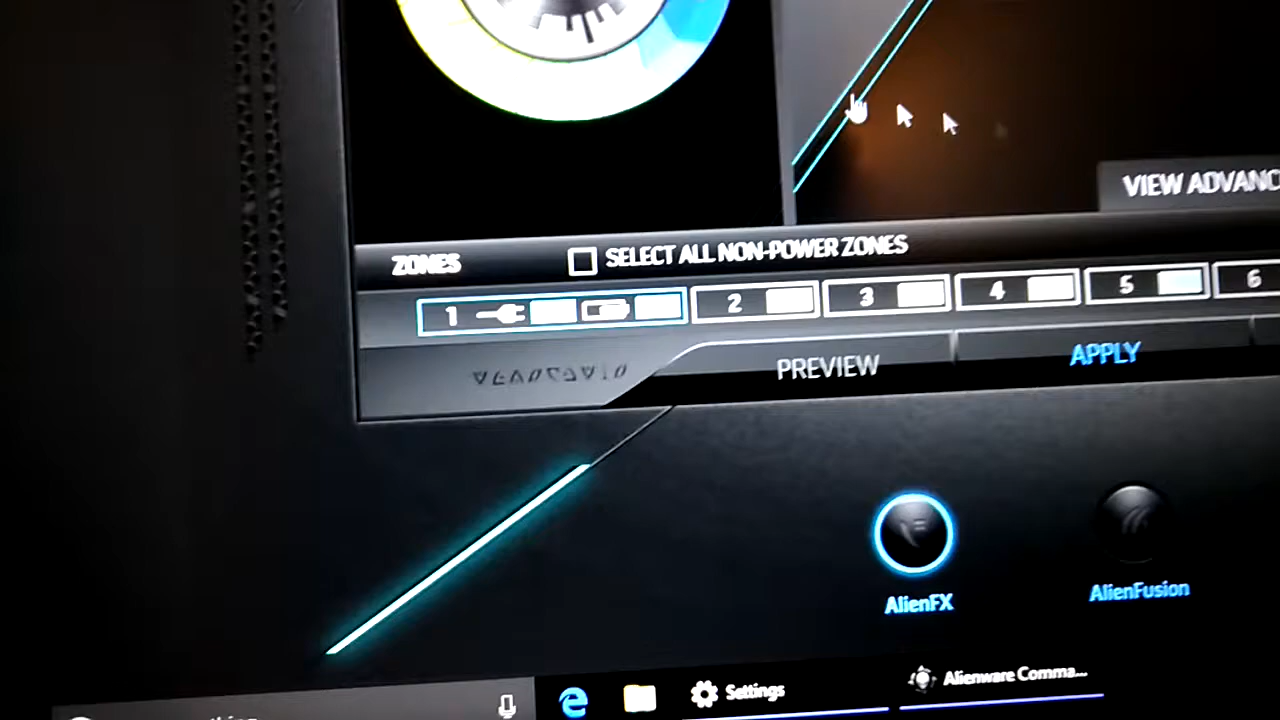 VIEW ADVANC
ZONES
SELECT ALL NON-POWER ZONES
1
2
3
4
5
6
PREVIEW
APPLY
AlienFX
AlienFusion
Settings
Alienware Comma...